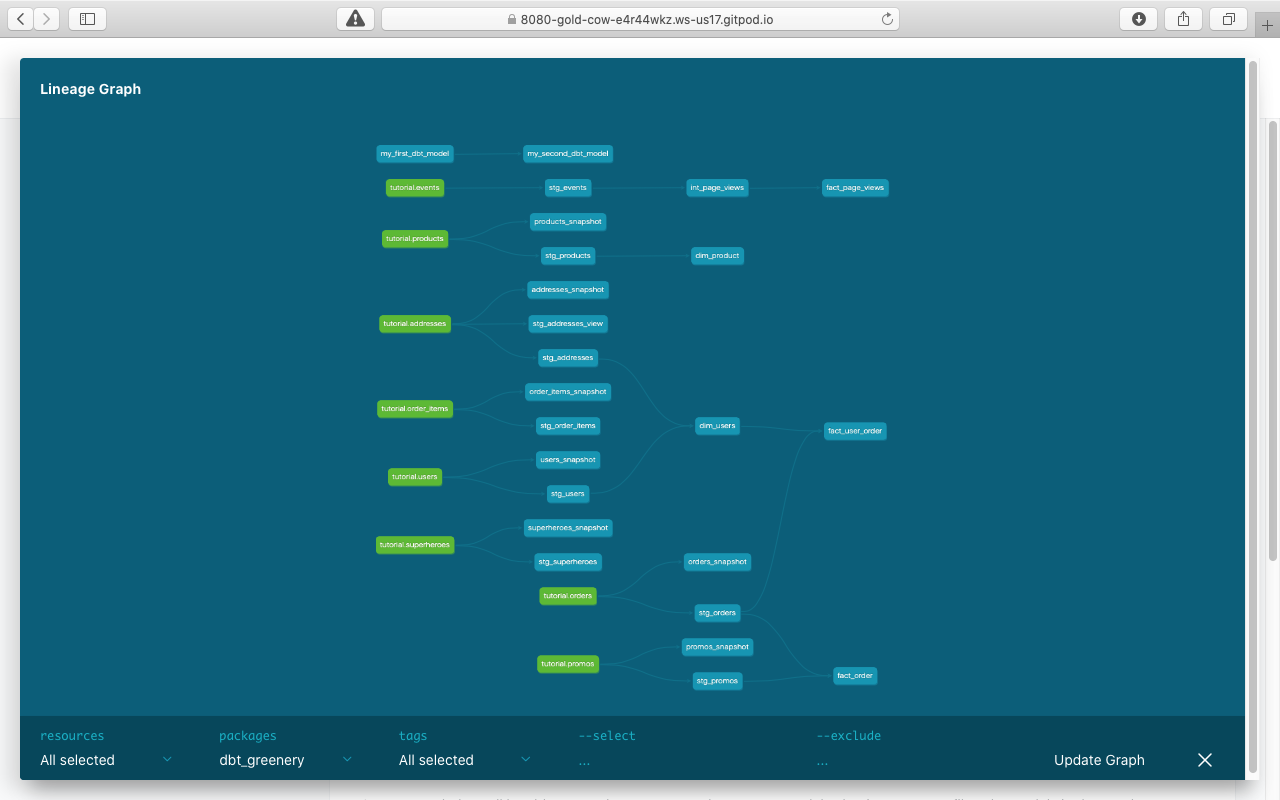 8080-gold-cow-e4r44wkz.ws-us17.gitpod.io
Lineage Graph
my_first_dbt_model my_second_dbt_model
tutorial.events stg_events int_page_views fact_page_views
products_snapshot
tutorial.products
stg_products dim_product
addresses_snapshot
tutorial.addresses stg_addresses_view
stg_addresses
order_items_snapshot
tutorial.order_items
stg_order_items dim_users fact_user_order
users_snapshot
tutorial.users
stg_users
superheroes_snapshot
tutorial.superheroes
stg_superheroes orders_snapshot
tutorial.orders
stg_orders
promos_snapshot
tutorial.promos
stg_promos fact_order
resources packages tags --select --exclude
All selected dbt_greenery All selected ... ... Update Graph